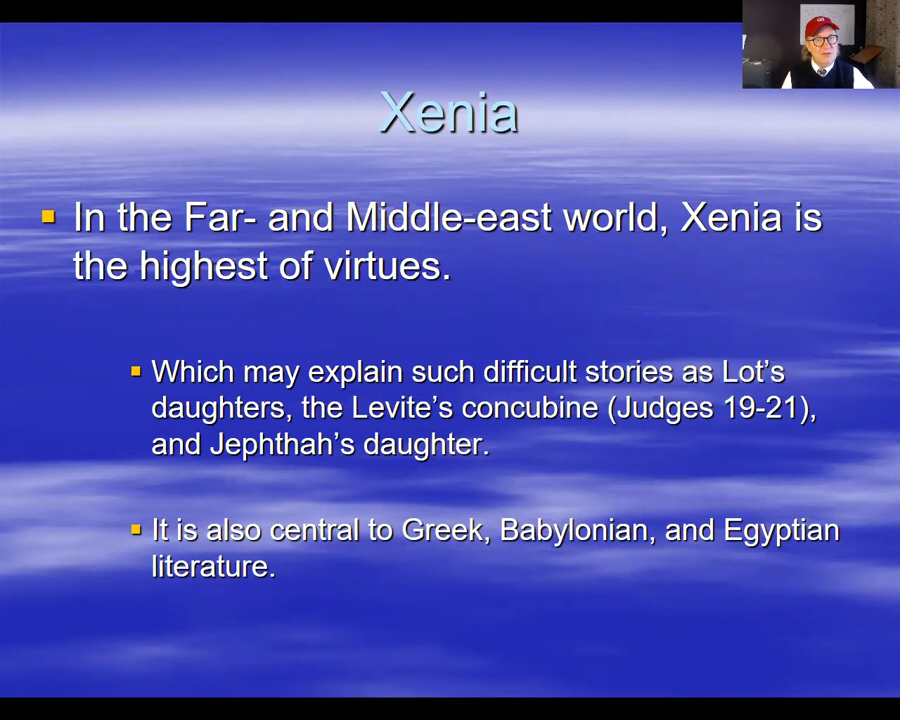 Xenia
In the Far- and Middle-east world, Xenia is
the highest of virtues.
Which may explain such difficult stories as Lot's
daughters, the Levite's concubine (Judges 19-21),
and Jephthah's daughter.
It is also central to Greek, Babylonian, and Egyptian
literature.